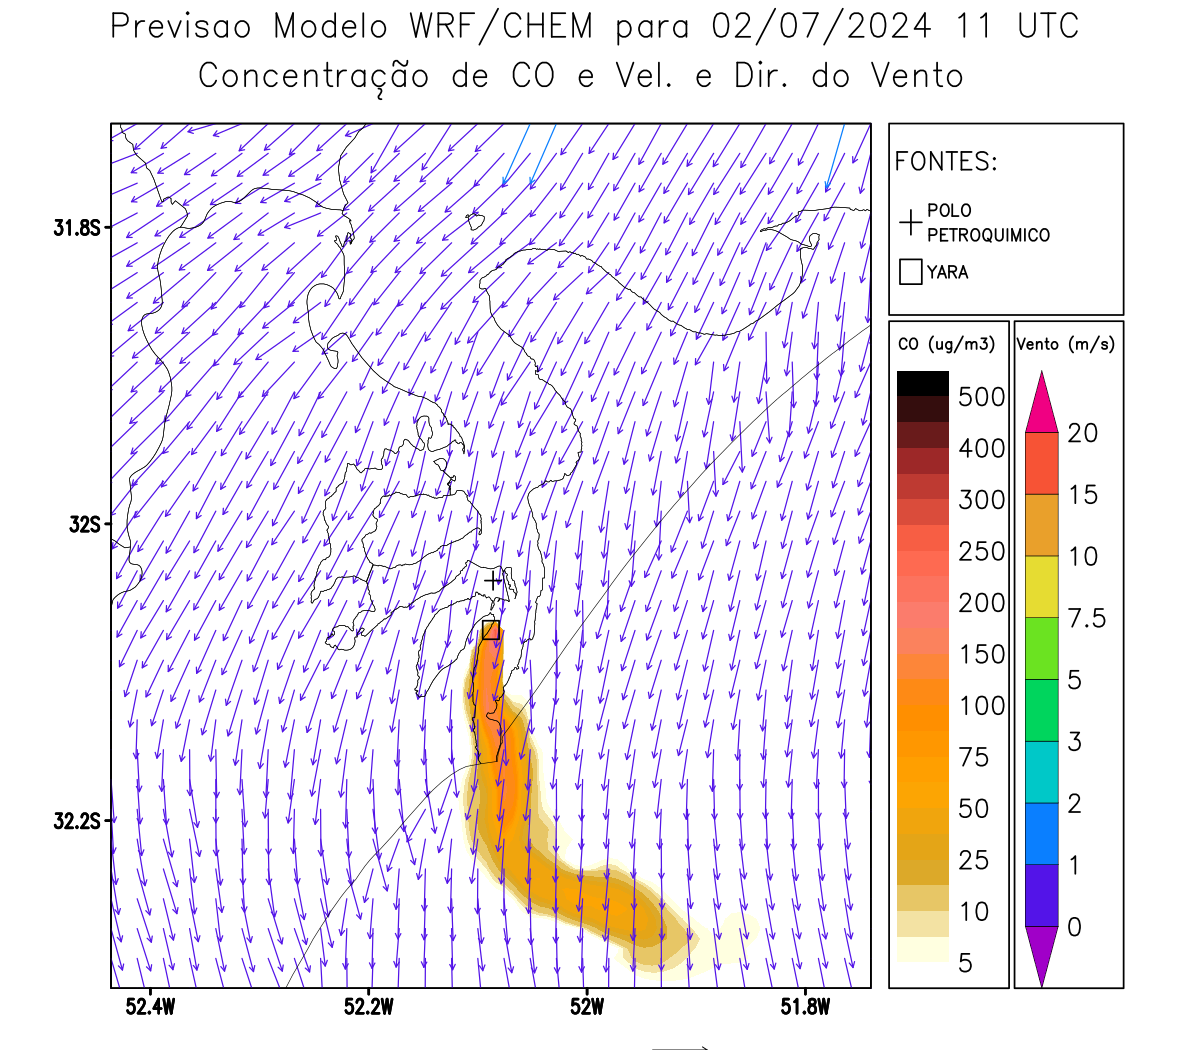 Previsao Modelo WRF/CHEM para 02/07/2024 11 UTC
Concentração de CO e Vel. e Dir. do Vento
FONTES:
POLO
PETROQUIMICO
YARA
CO (ug/m3)
500
400
300
250
200
150
100
75
50
25
10
5
Vento (m/s)
20
15
10
7.5
5
3
2
1
0
31.8S
32S
32.2S
52.4W
52.2W
52W
51.8W